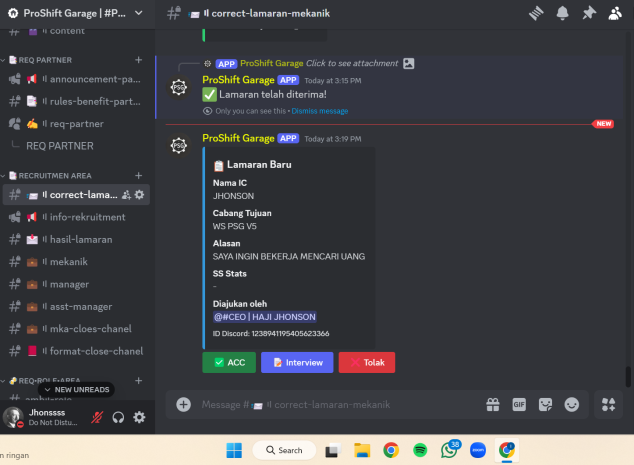 ProShift Garage | #P...
content
REQ PARTNER
announcement-pa...
rules-benefit-part...
req-partner
REQ PARTNER
RECRUITMEN AREA
correct-lama...
info-rekruitment
hasil-lamaran
mekanik
manager
asst-manager
mka-cloes-chanel
format-close-chanel
REQ-ROLE-AREA
NEW UNREADS
Jhonssss
Do Not Distu...
n ringan
correct-lamaran-mekanik
APP ProShift Garage Click to see attachment
PSG
ProShift Garage APP Today at 3:15 PM
Lamaran telah diterima!
Only you can see this • Dismiss message
NEW
PSG
ProShift Garage APP Today at 3:19 PM
Lamaran Baru
Nama IC
JHONSON
Cabang Tujuan
WS PSG V5
Alasan
SAYA INGIN BEKERJA MENCARI UANG
SS Stats
-
Diajukan oleh
@#CEO | HAJI JHONSON
ID Discord: 1238941195405623366
ACC
Interview
Tolak
Message # correct-lamaran-mekanik
GIF
Search
38
zoom